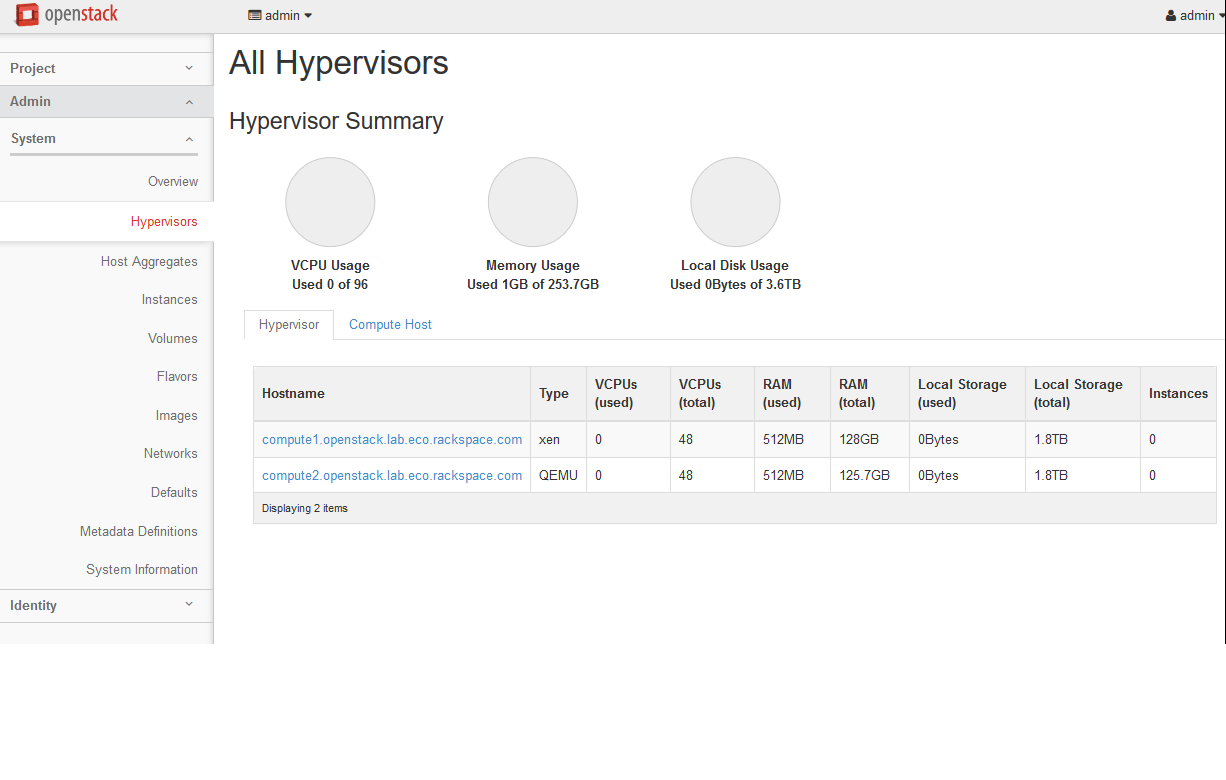 openstack
admin
admin
Project
Admin
System
Overview
Hypervisors
Host Aggregates
Instances
Volumes
Flavors
Images
Networks
Defaults
Metadata Definitions
System Information
Identity
All Hypervisors
Hypervisor Summary
VCPU Usage
Used 0 of 96
Memory Usage
Used 1GB of 253.7GB
Local Disk Usage
Used 0Bytes of 3.6TB
Hypervisor Compute Host
Hostname Type VCPUs (used) VCPUs (total) RAM (used) RAM (total) Local Storage (used) Local Storage (total) Instances
compute1.openstack.lab.eco.rackspace.com xen 0 48 512MB 128GB 0Bytes 1.8TB 0
compute2.openstack.lab.eco.rackspace.com QEMU 0 48 512MB 125.7GB 0Bytes 1.8TB 0
Displaying 2 items